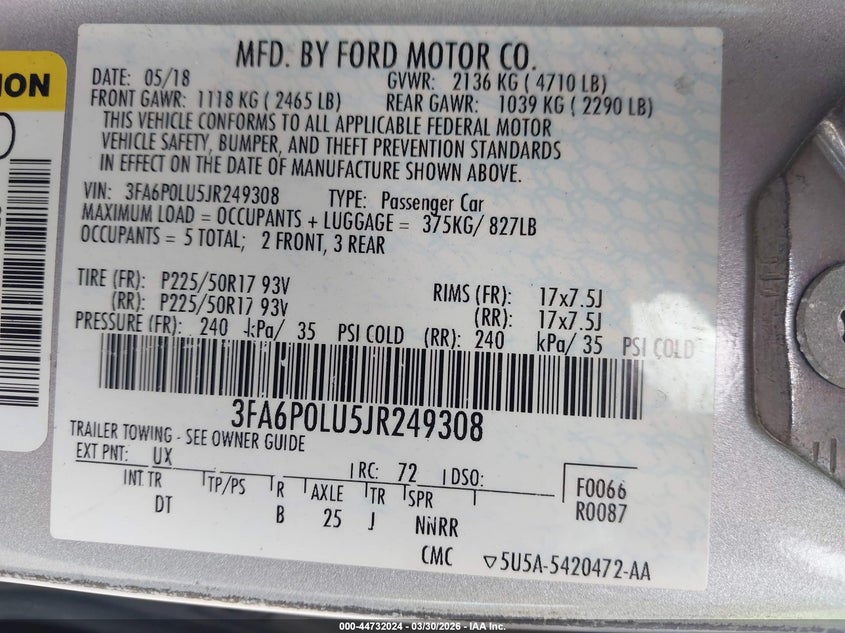 ION
MFD. BY FORD MOTOR CO.
DATE: 05/18 GVWR: 2136 KG ( 4710 LB)
FRONT GAWR: 1118 KG ( 2465 LB) REAR GAWR: 1039 KG ( 2290 LB)
THIS VEHICLE CONFORMS TO ALL APPLICABLE FEDERAL MOTOR
VEHICLE SAFETY, BUMPER, AND THEFT PREVENTION STANDARDS
IN EFFECT ON THE DATE OF MANUFACTURE SHOWN ABOVE.
VIN: 3FA6P0LU5JR249308 TYPE: Passenger Car
MAXIMUM LOAD = OCCUPANTS + LUGGAGE = 375KG/ 827LB
OCCUPANTS = 5 TOTAL; 2 FRONT, 3 REAR
TIRE (FR): P225/50R17 93V RIMS (FR): 17x7.5J
(RR): P225/50R17 93V (RR): 17x7.5J
PRESSURE (FR): 240 kPa/ 35 PSI COLD (RR): 240 kPa/ 35 PSI COLD
3FA6P0LU5JR249308
TRAILER TOWING - SEE OWNER GUIDE
EXT PNT: UX RC: 72 DSO:
INT TR TP/PS R AXLE TR SPR
DT B 25 J NNRR
F0066
R0087
CMC ▽5U5A-5420472-AA
000-44732024 — 03/30/2026 — IAA Inc.